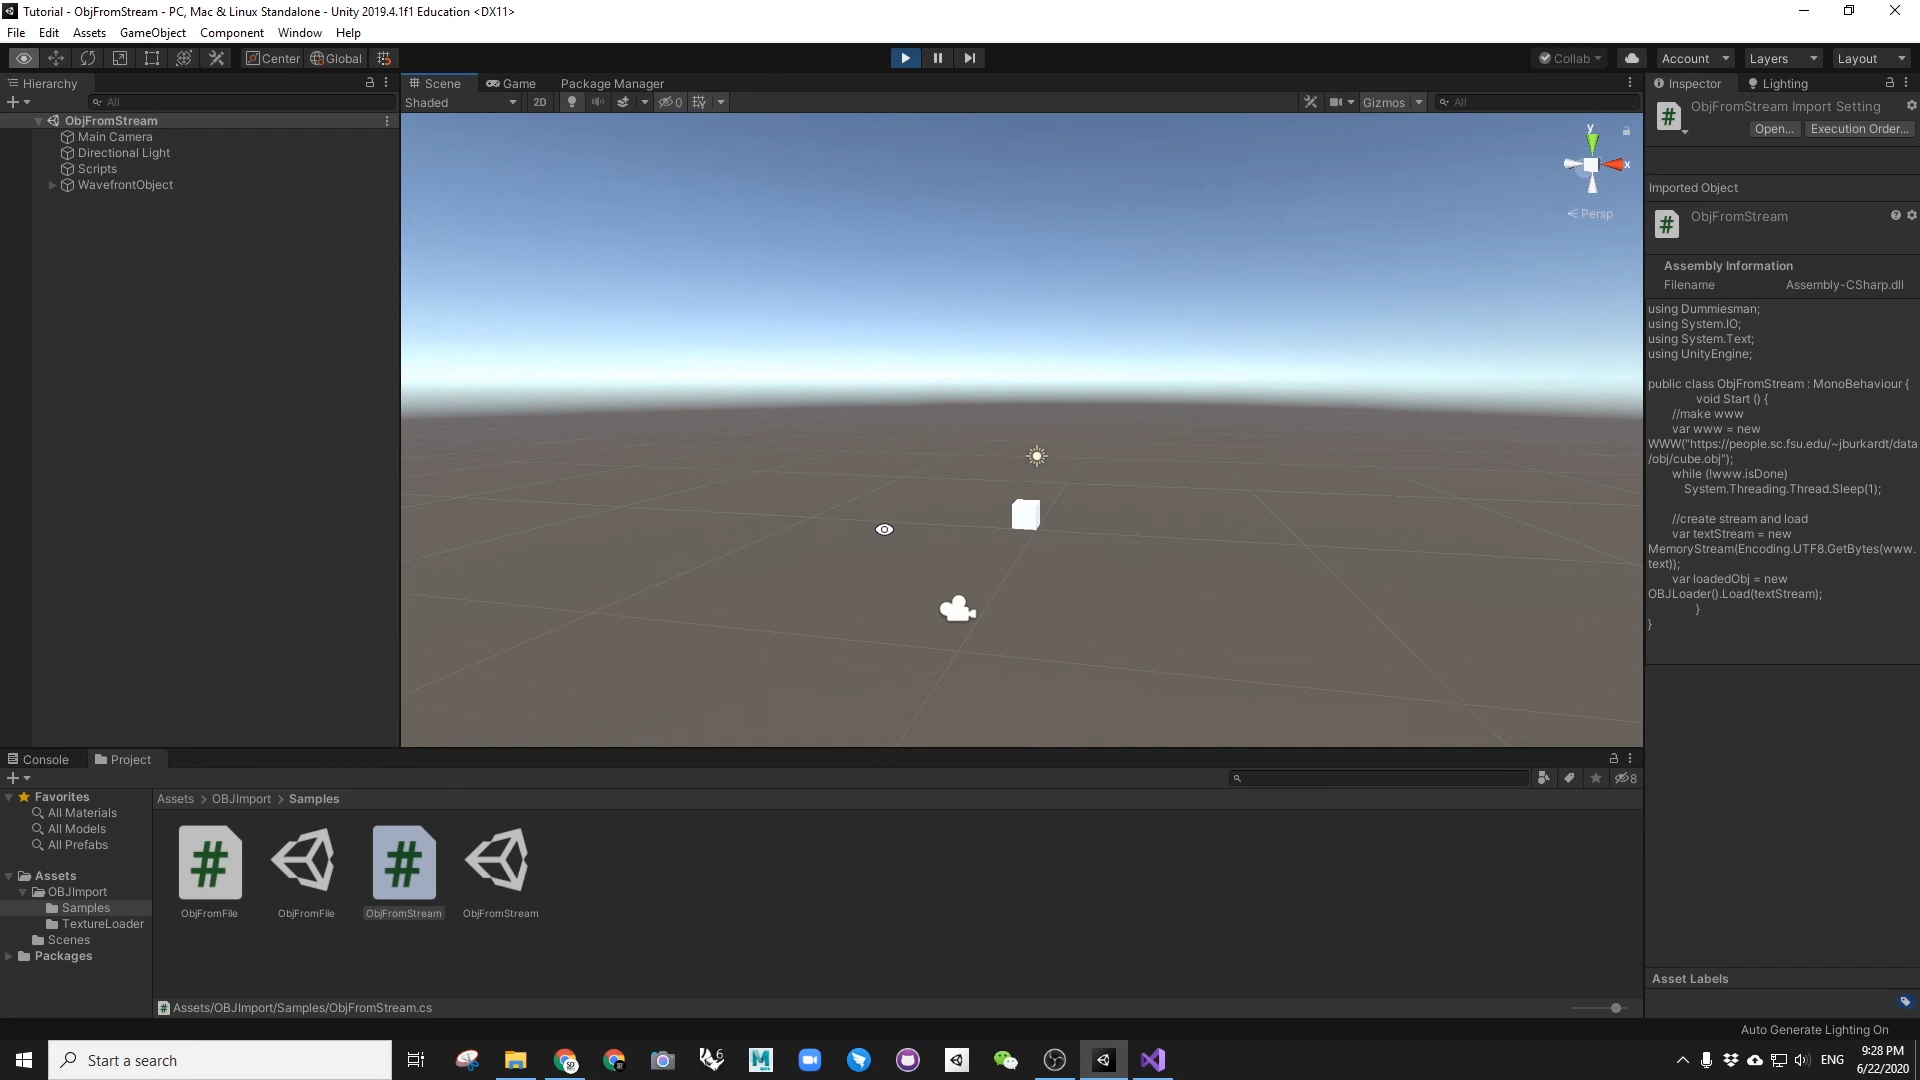 Tutorial - ObjFromStream - PC, Mac & Linux Standalone - Unity 2019.4.1f1 Education <DX11>
File Edit Assets GameObject Component Window Help
Center Global
Collab Account Layers Layout
Hierarchy
All
ObjFromStream
Main Camera
Directional Light
Scripts
WavefrontObject
Scene Game Package Manager
Shaded 2D 0 Gizmos All
y
x
Persp
Inspector Lighting
ObjFromStream Import Setting
Open... Execution Order...
Imported Object
ObjFromStream
Assembly Information
Filename Assembly-CSharp.dll
using Dummiesman;
using System.IO;
using System.Text;
using UnityEngine;
public class ObjFromStream : MonoBehaviour {
void Start () {
//make www
var www = new
WWW("https://people.sc.fsu.edu/~jburkardt/data
/obj/cube.obj");
while (!www.isDone)
System.Threading.Thread.Sleep(1);
//create stream and load
var textStream = new
MemoryStream(Encoding.UTF8.GetBytes(www.
text));
var loadedObj = new
OBJLoader().Load(textStream);
}
}
Console Project
8
Favorites
All Materials
All Models
All Prefabs
Assets
OBJImport
Samples
TextureLoader
Scenes
Packages
Assets > OBJImport > Samples
ObjFromFile ObjFromFile ObjFromStream ObjFromStream
Assets/OBJImport/Samples/ObjFromStream.cs
Asset Labels
Auto Generate Lighting On
Start a search
ENG
9:28 PM
6/22/2020